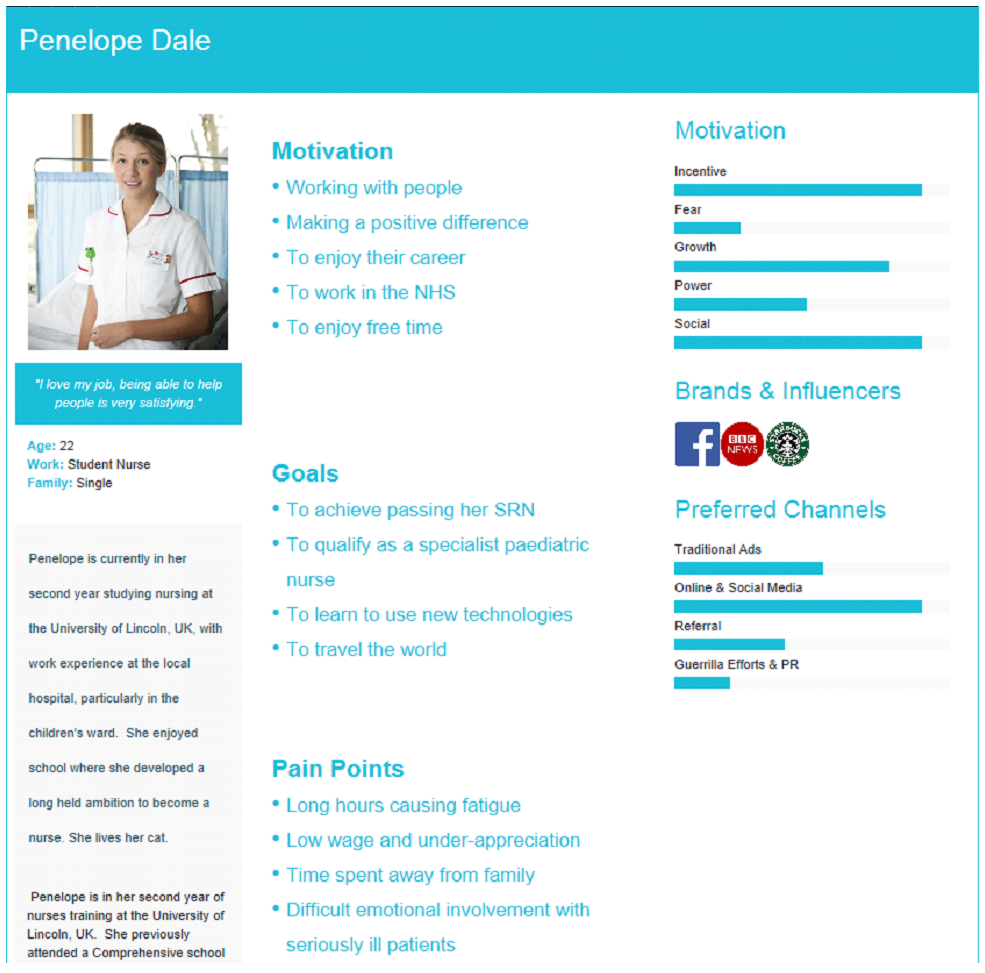 Penelope Dale
"I love my job, being able to help
people is very satisfying."
Age: 22
Work: Student Nurse
Family: Single
Penelope is currently in her
second year studying nursing at
the University of Lincoln, UK, with
work experience at the local
hospital, particularly in the
children's ward. She enjoyed
school where she developed a
long held ambition to become a
nurse. She lives her cat.
Penelope is in her second year of
nurses training at the University of
Lincoln, UK. She previously
attended a Comprehensive school
Motivation
• Working with people
• Making a positive difference
• To enjoy their career
• To work in the NHS
• To enjoy free time
Goals
• To achieve passing her SRN
• To qualify as a specialist paediatric
nurse
• To learn to use new technologies
• To travel the world
Pain Points
• Long hours causing fatigue
• Low wage and under-appreciation
• Time spent away from family
• Difficult emotional involvement with
seriously ill patients
Motivation
Incentive
Fear
Growth
Power
Social
Brands & Influencers
f
BBC
NEWS
STARBUCKS
COFFEE
Preferred Channels
Traditional Ads
Online & Social Media
Referral
Guerrilla Efforts & PR